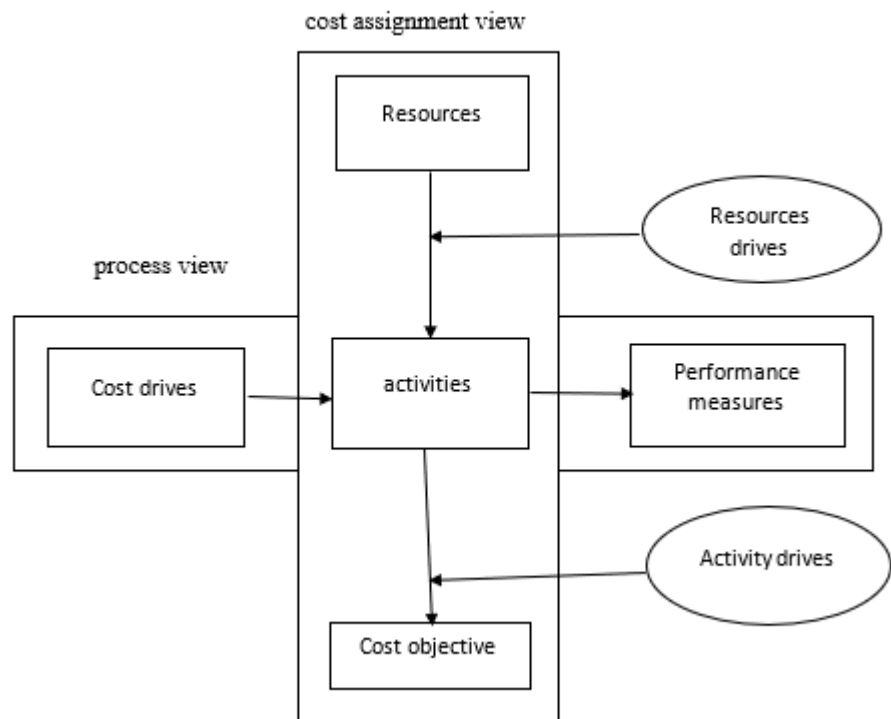 cost assignment view
Resources
Resources
drives
process view
Cost drives
activities
Performance
measures
Activity drives
Cost objective